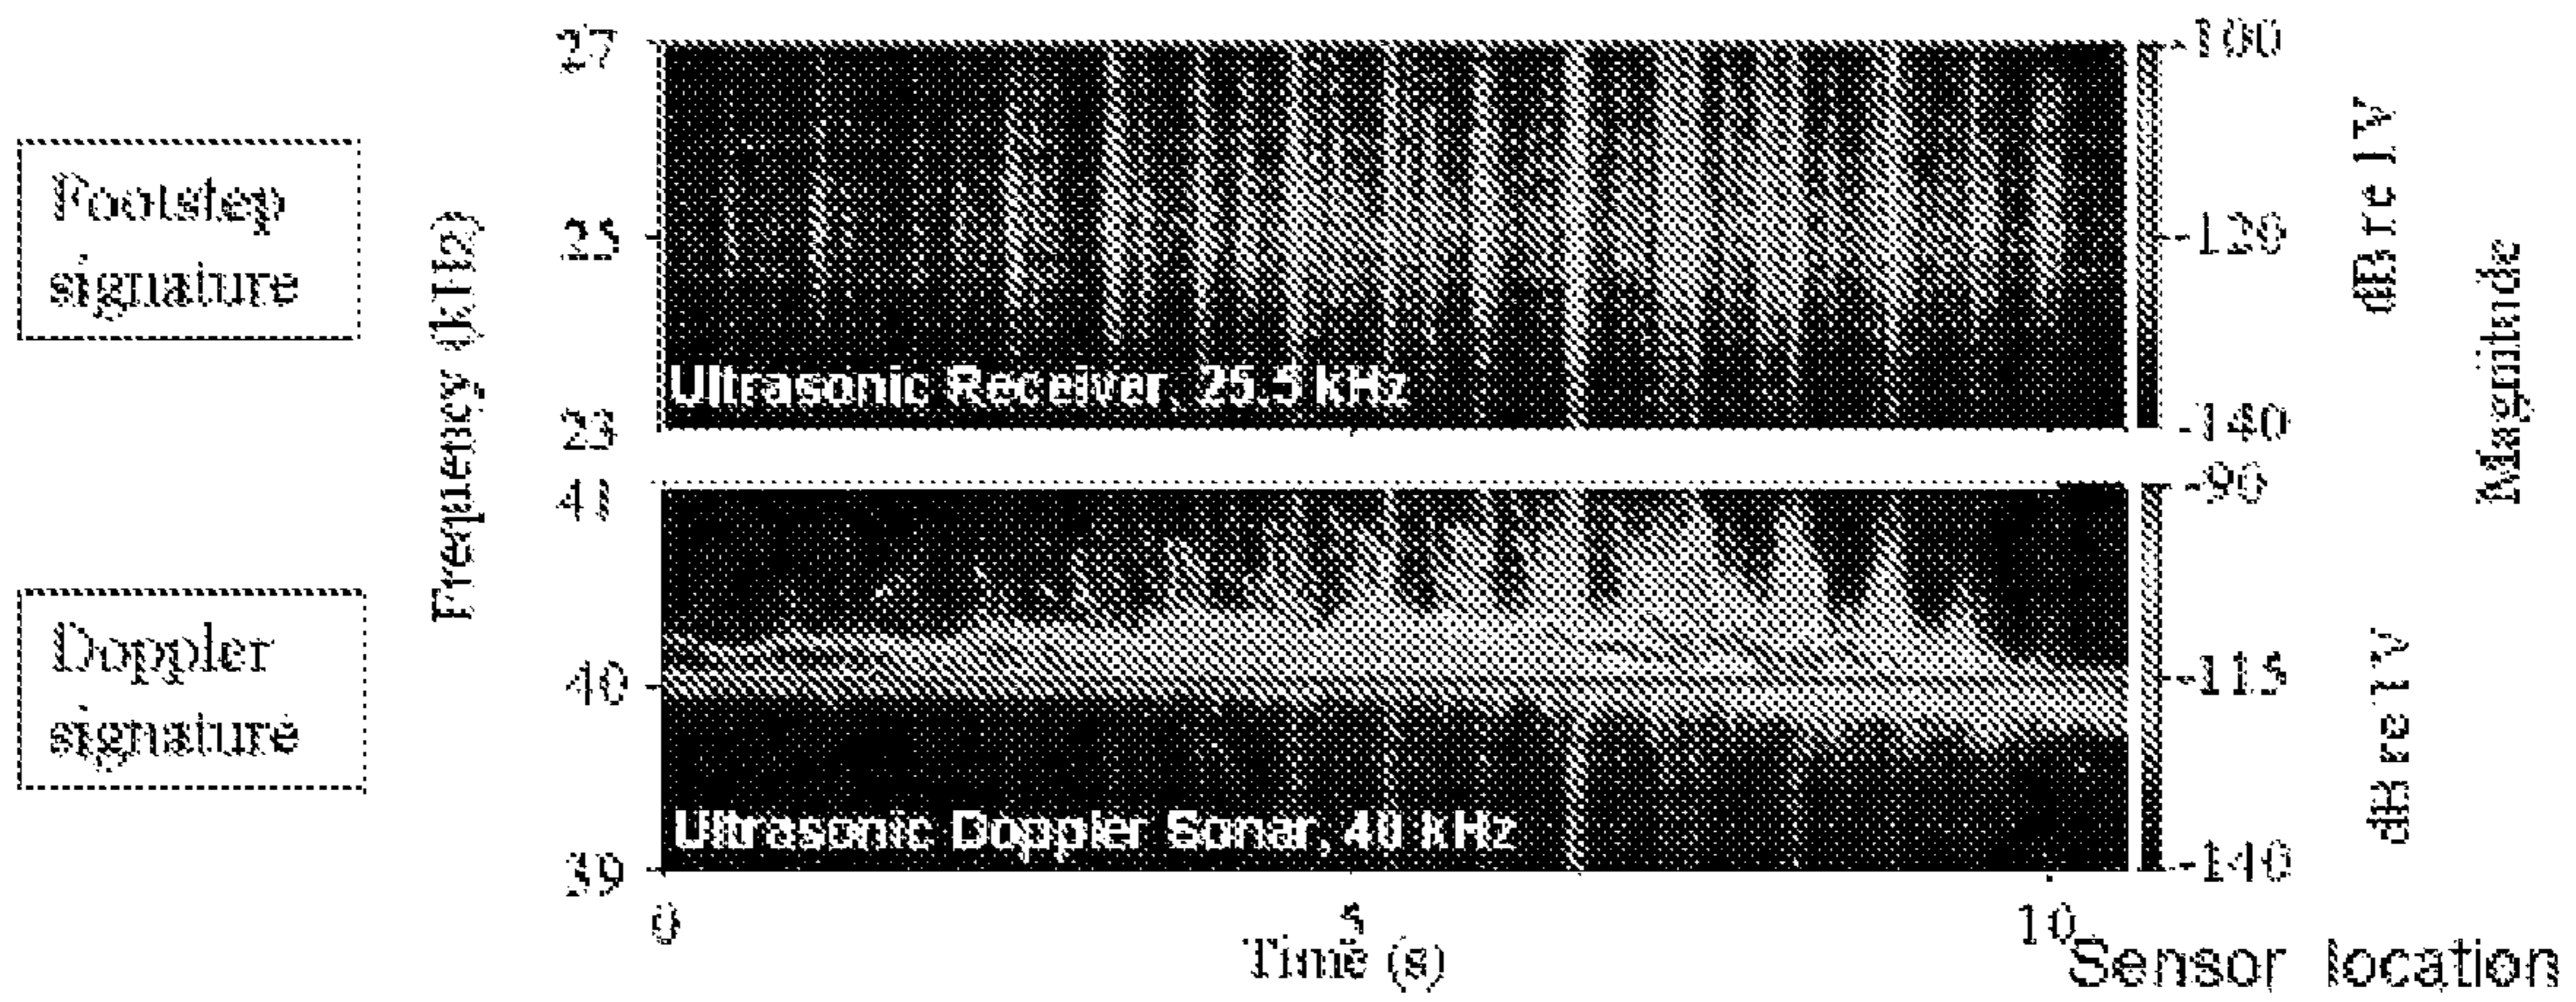 27
-100
Footstep
signature
Frequency (kHz)
25
-120
dB re 1V
Magnitude
Ultrasonic Receiver, 25.5 kHz
23
-140
41
-90
Doppler
signature
40
-115
dB re 1V
Ultrasonic Doppler Sonar, 40 kHz
39
-140
0
5
10
Time (s)
Sensor location